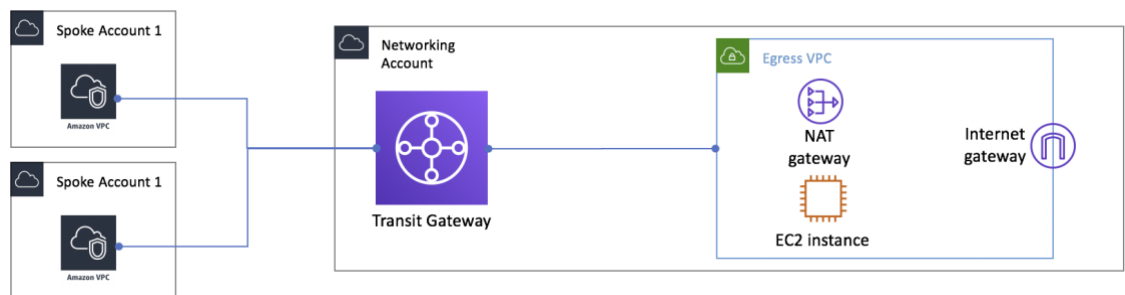 Spoke Account 1
Amazon VPC
Spoke Account 1
Amazon VPC
Networking
Account
Transit Gateway
Egress VPC
NAT
gateway
EC2 instance
Internet
gateway